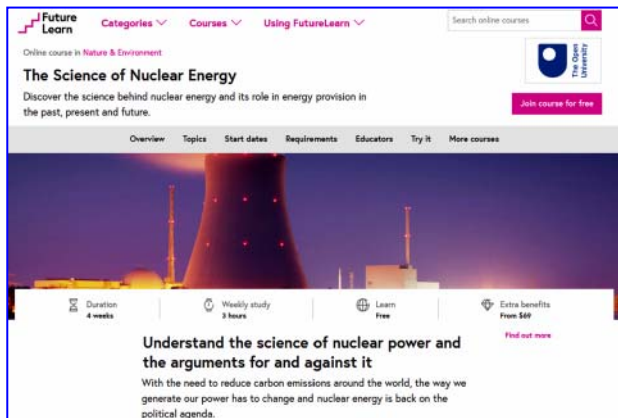 Future
Learn
Categories
Courses
Using FutureLearn
Search online courses
Online course in Nature & Environment
The Science of Nuclear Energy
Discover the science behind nuclear energy and its role in energy provision in
the past, present and future.
The Open
University
Join course for free
Overview
Topics
Start dates
Requirements
Educators
Try it
More courses
Duration
4 weeks
Weekly study
3 hours
Learn
Free
Extra benefits
From $69
Find out more
Understand the science of nuclear power and
the arguments for and against it
With the need to reduce carbon emissions around the world, the way we
generate our power has to change and nuclear energy is back on the
political agenda.